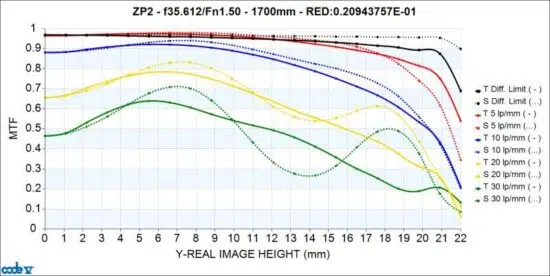 ZP2 - f35.612/Fn1.50 - 1700mm - RED:0.20943757E-01
1
0.9
0.8
0.7
0.6
0.5
0.4
0.3
0.2
0.1
0
MTF
0 1 2 3 4 5 6 7 8 9 10 11 12 13 14 15 16 17 18 19 20 21 22
Y-REAL IMAGE HEIGHT (mm)
T Diff. Limit ( - )
S Diff. Limit (...)
T 5 lp/mm ( - )
S 5 lp/mm (...)
T 10 lp/mm ( - )
S 10 lp/mm (...)
T 20 lp/mm ( - )
S 20 lp/mm (...)
T 30 lp/mm ( - )
S 30 lp/mm (...)
code V